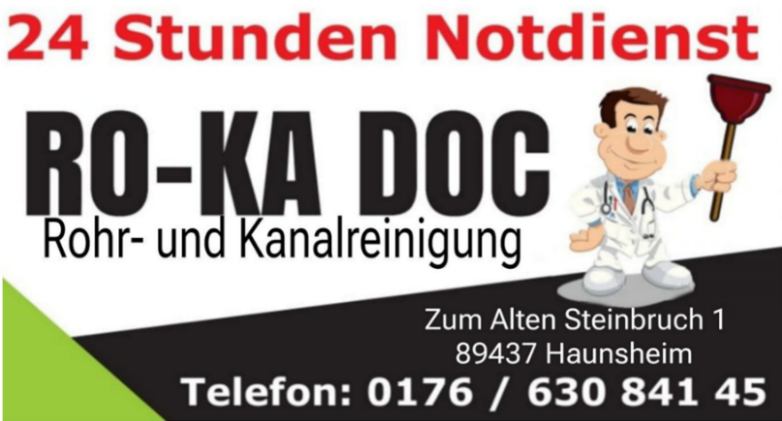 24 Stunden Notdienst
RO-KA DOC
Rohr- und Kanalreinigung
Zum Alten Steinbruch 1
89437 Haunsheim
Telefon: 0176 / 630 841 45